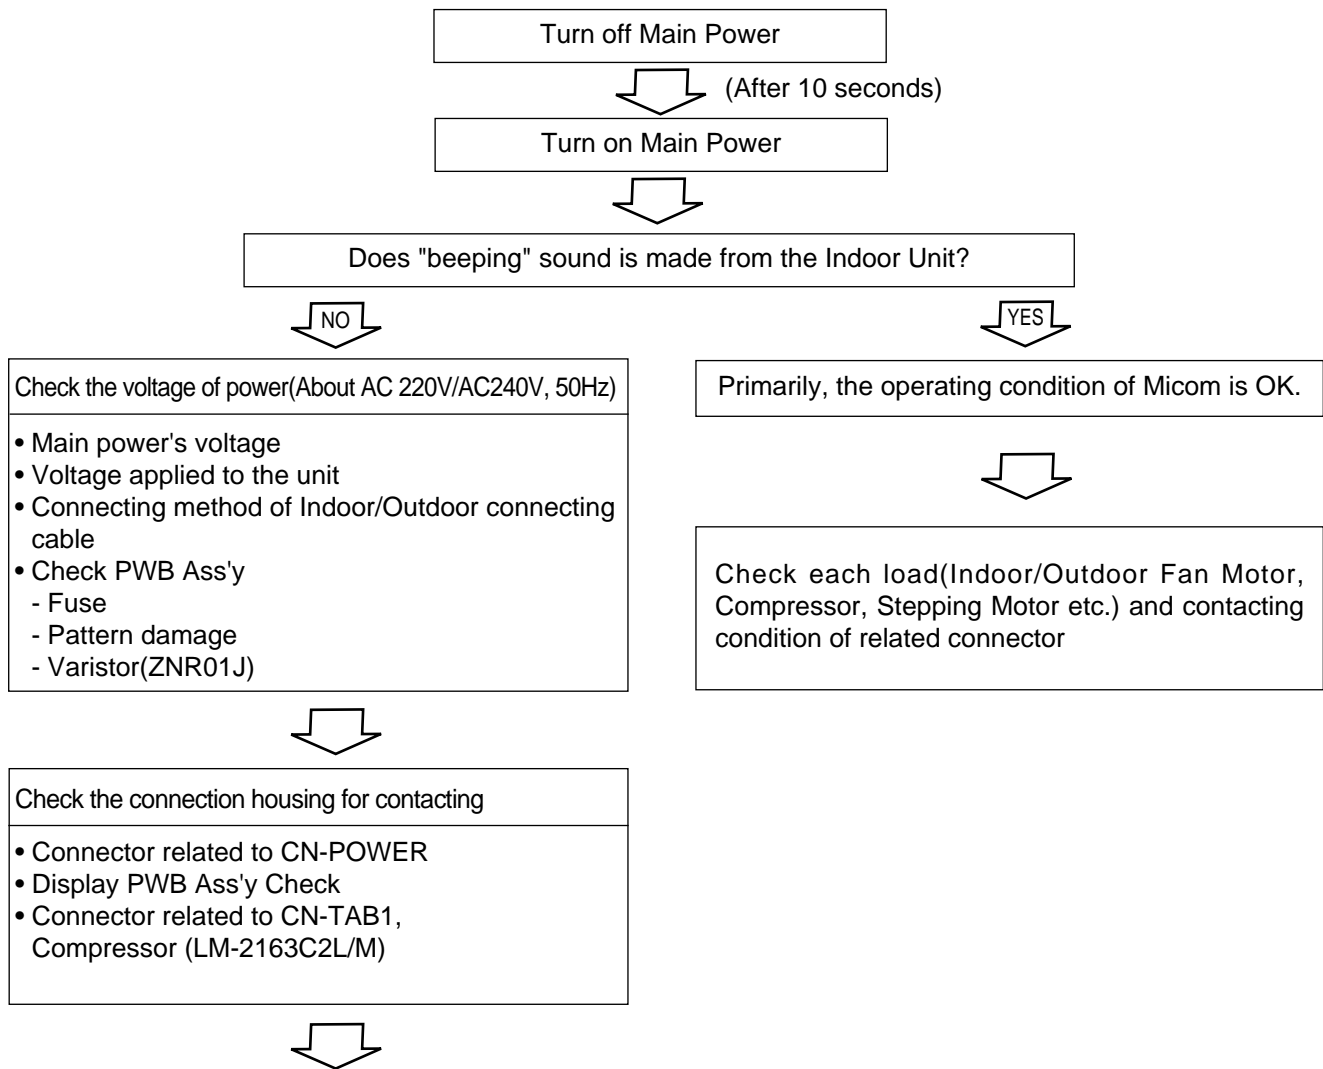 Turn off Main Power
(After 10 seconds)
Turn on Main Power
Does "beeping" sound is made from the Indoor Unit?
NO
YES
Check the voltage of power(About AC 220V/AC240V, 50Hz)
• Main power's voltage
• Voltage applied to the unit
• Connecting method of Indoor/Outdoor connecting
cable
• Check PWB Ass'y
- Fuse
- Pattern damage
- Varistor(ZNR01J)
Primarily, the operating condition of Micom is OK.
Check each load(Indoor/Outdoor Fan Motor,
Compressor, Stepping Motor etc.) and contacting
condition of related connector
Check the connection housing for contacting
• Connector related to CN-POWER
• Display PWB Ass'y Check
• Connector related to CN-TAB1,
Compressor (LM-2163C2L/M)